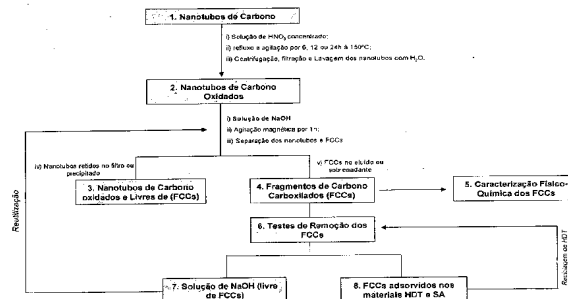 1. Nanotubos de Carbono
i) Solução de HNO3 concentrado;
ii) refluxo e agitação por 6, 12 ou 24h à 150ºC;
iii) Centrifugação, filtração e Lavagem dos nanotubos com H2O.
2. Nanotubos de Carbono
Oxidados
i) Solução de NaOH
ii) Agitação magnética por 1h;
iii) Separação dos nanotubos e FCCs
iv) Nanotubos retidos no filtro ou
precipitado
v) FCCs no eluído ou
sobrenadante
3. Nanotubos de Carbono
oxidados e Livres de (FCCs)
4. Fragmentos de Carbono
Carboxilados (FCCs)
5. Caracterização Físico-
Química dos FCCs
6. Testes de Remoção dos
FCCs
7. Solução de NaOH (livre
de FCCs)
8. FCCs adsorvidos nos
materiais HDT e SA
Reutilização
Reciclagem de HDT